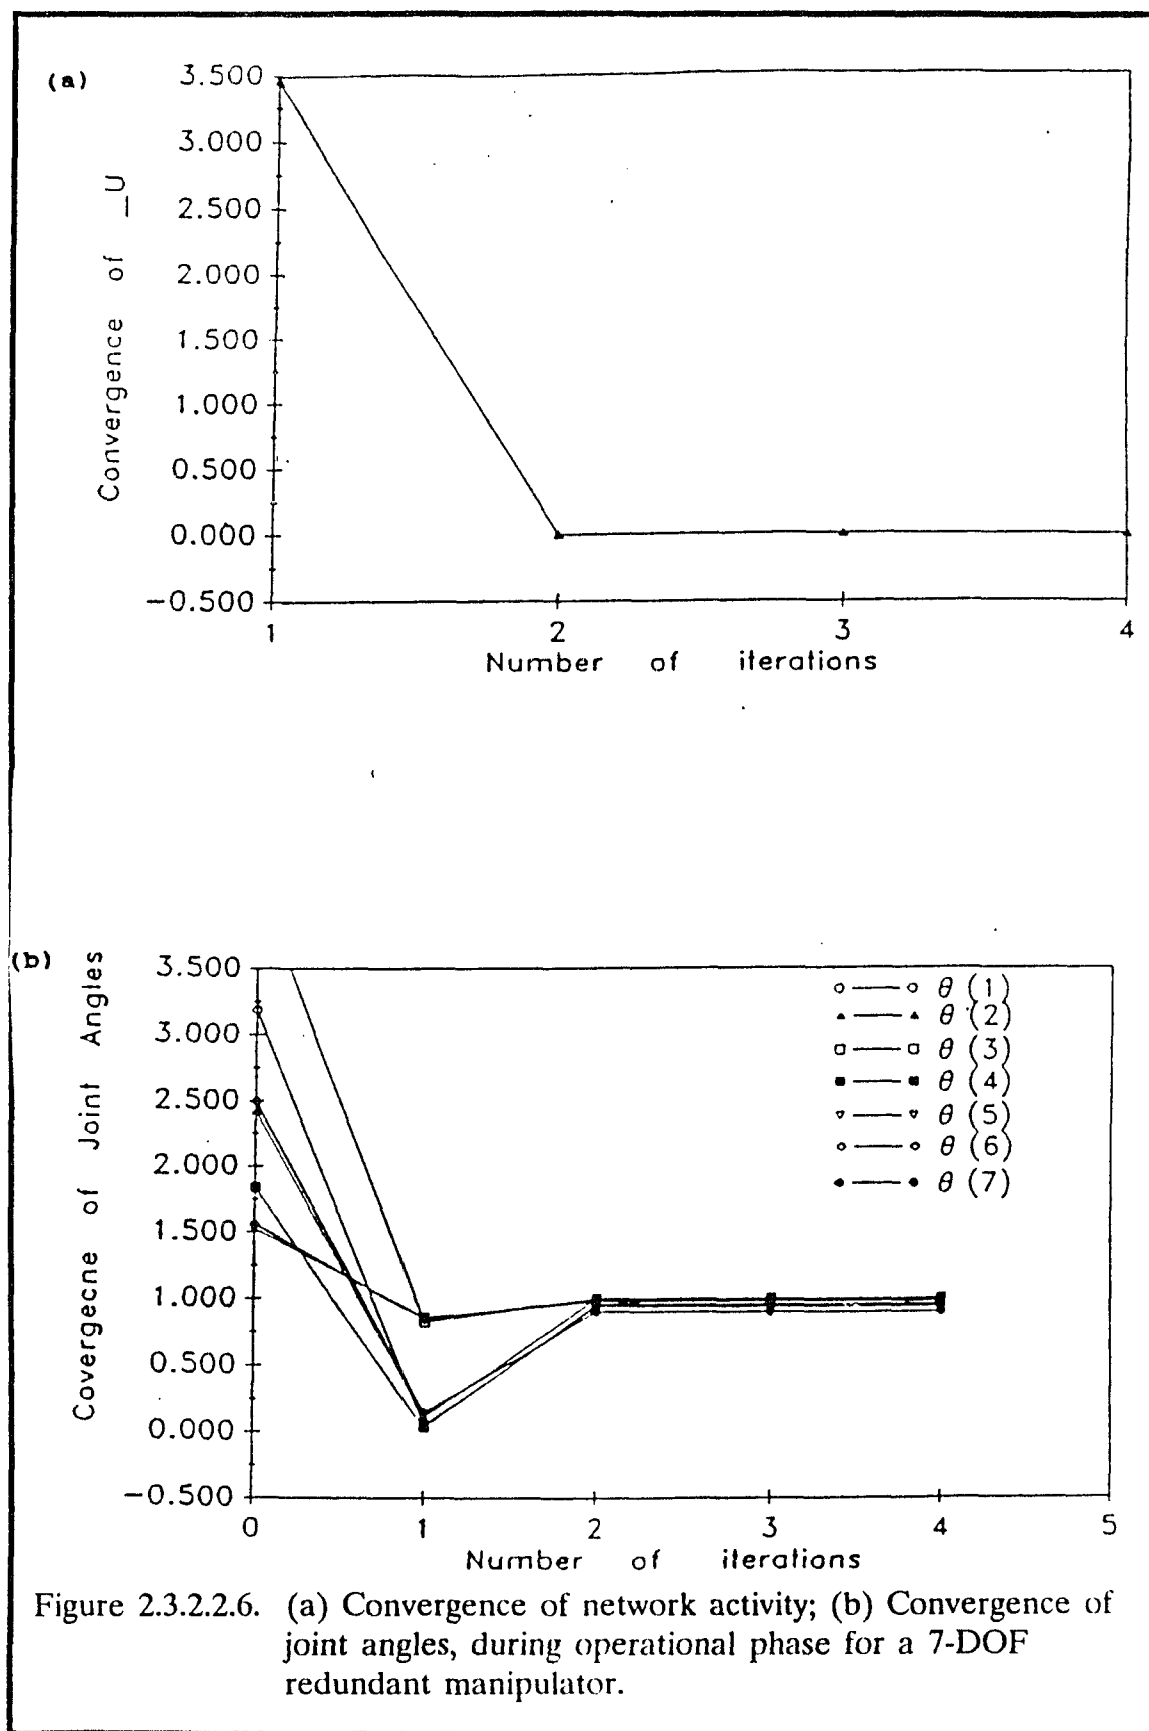 (a)
3.500
3.000
2.500
2.000
1.500
1.000
0.500
0.000
−0.500
Convergence of _U
1 2 3 4
Number of iterations
(b)
3.500
3.000
2.500
2.000
1.500
1.000
0.500
0.000
−0.500
Covergecne of Joint Angles
θ (1)
θ (2)
θ (3)
θ (4)
θ (5)
θ (6)
θ (7)
0 1 2 3 4 5
Number of iterations
Figure 2.3.2.2.6. (a) Convergence of network activity; (b) Convergence of
joint angles, during operational phase for a 7-DOF
redundant manipulator.